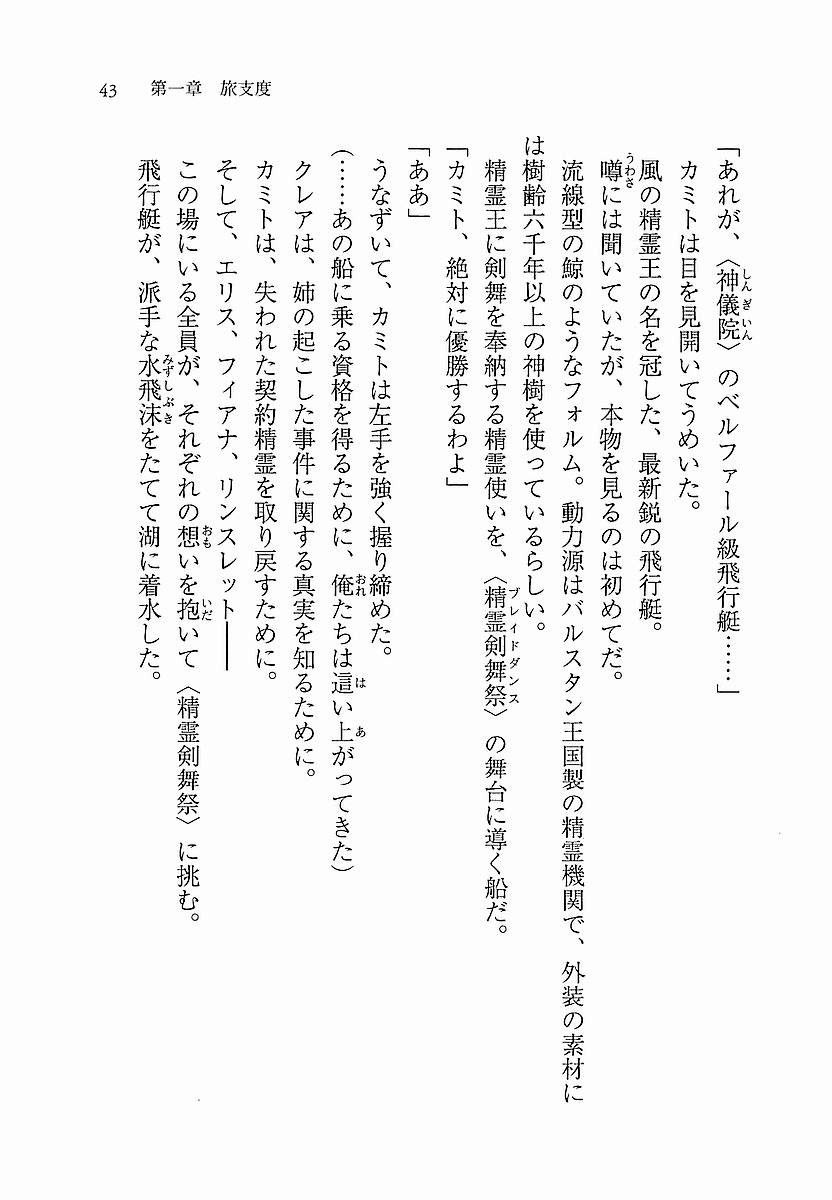 43　第一章　旅支度
「あれが、〈神儀院〉のベルファール級飛行艇……」
カミトは目を見開いてうめいた。
風の精霊王の名を冠した、最新鋭の飛行艇。
噂には聞いていたが、本物を見るのは初めてだ。
流線型の鯨のようなフォルム。動力源はバルスタン王国製の精霊機関で、外装の素材に
は樹齢六千年以上の神樹を使っているらしい。
精霊王に剣舞を奉納する精霊使いを、〈精霊剣舞祭〉の舞台に導く船だ。
「カミト、絶対に優勝するわよ」
「ああ」
うなずいて、カミトは左手を強く握り締めた。
（……あの船に乗る資格を得るために、俺たちは這い上がってきた）
クレアは、姉の起こした事件に関する真実を知るために。
カミトは、失われた契約精霊を取り戻すために。
そして、エリス、フィアナ、リンスレット――
この場にいる全員が、それぞれの想いを抱いて〈精霊剣舞祭〉に挑む。
飛行艇が、派手な水飛沫をたてて湖に着水した。